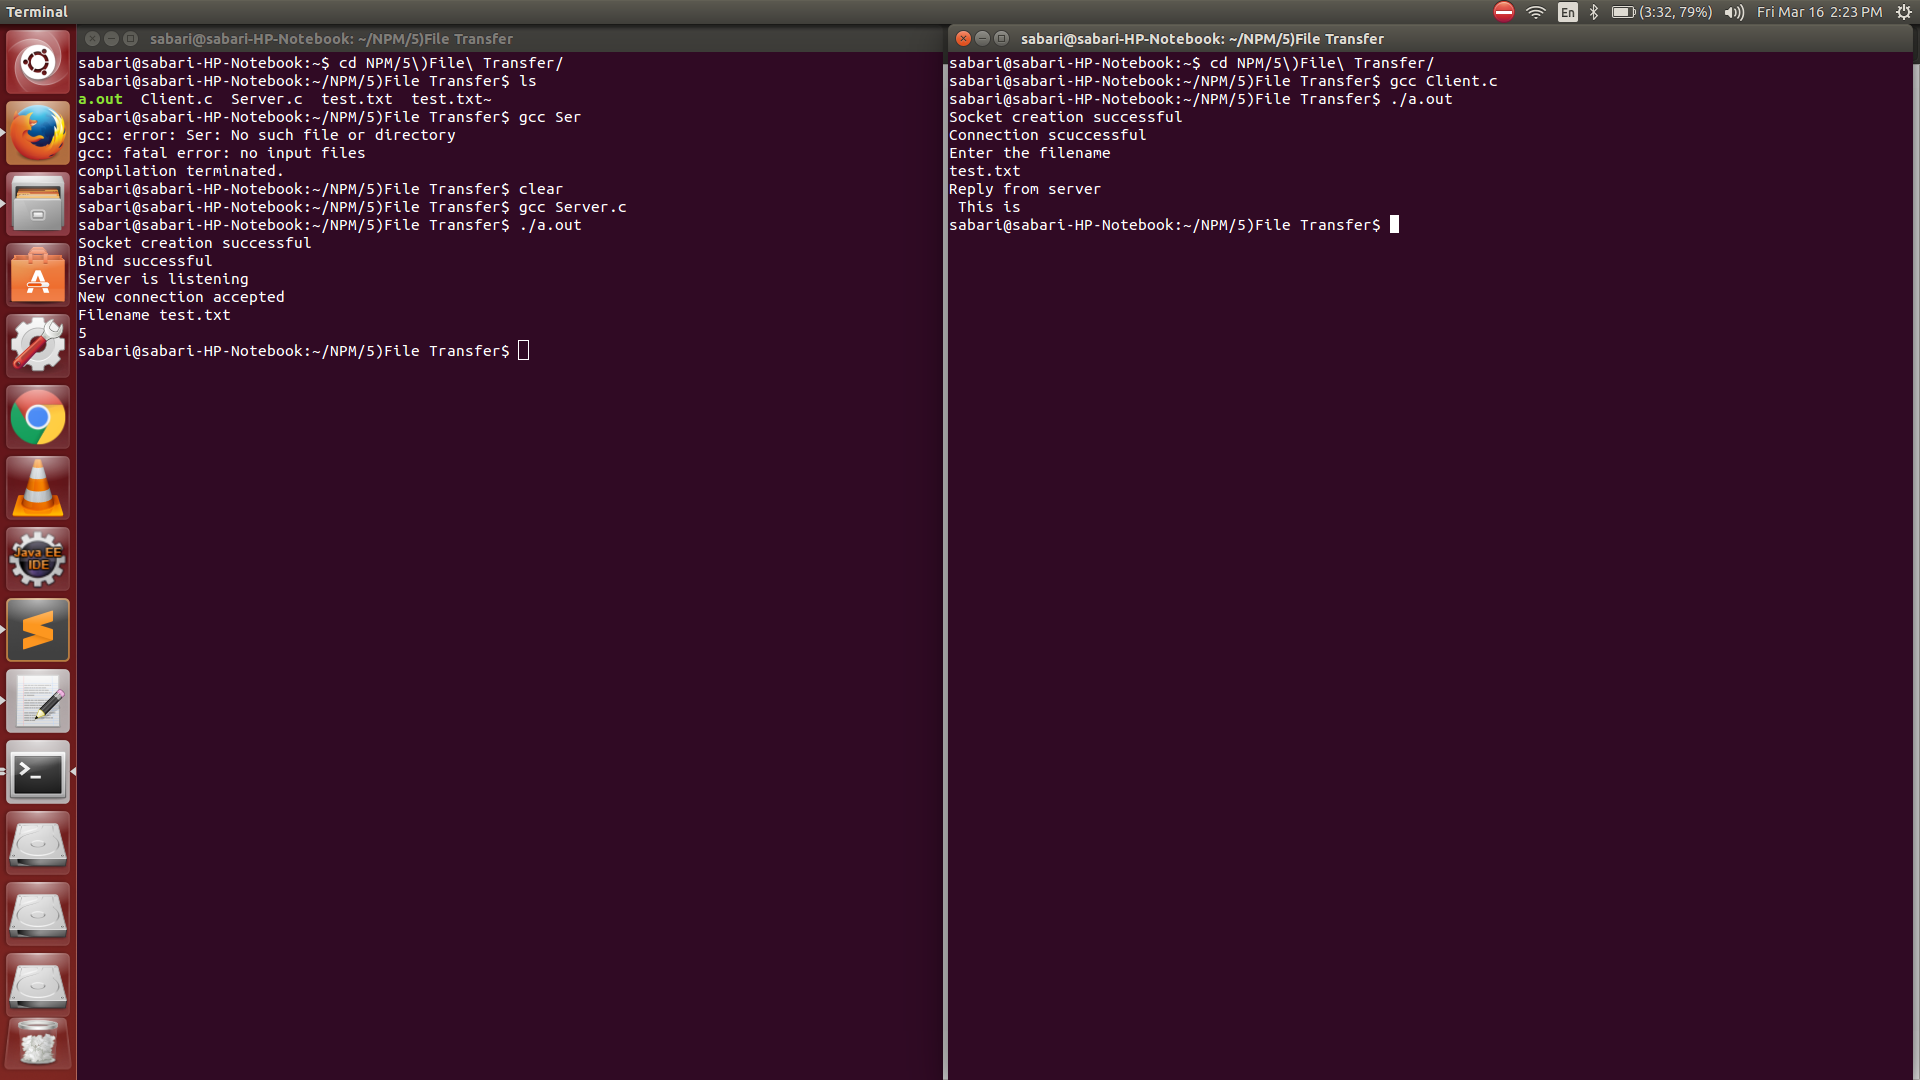 Terminal
En
(3:32, 79%)
Fri Mar 16 2:23 PM
sabari@sabari-HP-Notebook: ~/NPM/5)File Transfer
sabari@sabari-HP-Notebook:~$ cd NPM/5\)File\ Transfer/
sabari@sabari-HP-Notebook:~/NPM/5)File Transfer$ ls
a.out  Client.c  Server.c  test.txt  test.txt~
sabari@sabari-HP-Notebook:~/NPM/5)File Transfer$ gcc Ser
gcc: error: Ser: No such file or directory
gcc: fatal error: no input files
compilation terminated.
sabari@sabari-HP-Notebook:~/NPM/5)File Transfer$ clear
sabari@sabari-HP-Notebook:~/NPM/5)File Transfer$ gcc Server.c
sabari@sabari-HP-Notebook:~/NPM/5)File Transfer$ ./a.out
Socket creation successful
Bind successful
Server is listening
New connection accepted
Filename test.txt
5
sabari@sabari-HP-Notebook:~/NPM/5)File Transfer$
sabari@sabari-HP-Notebook: ~/NPM/5)File Transfer
sabari@sabari-HP-Notebook:~$ cd NPM/5\)File\ Transfer/
sabari@sabari-HP-Notebook:~/NPM/5)File Transfer$ gcc Client.c
sabari@sabari-HP-Notebook:~/NPM/5)File Transfer$ ./a.out
Socket creation successful
Connection scuccessful
Enter the filename
test.txt
Reply from server
 This is
sabari@sabari-HP-Notebook:~/NPM/5)File Transfer$
Java EE
IDE
>_